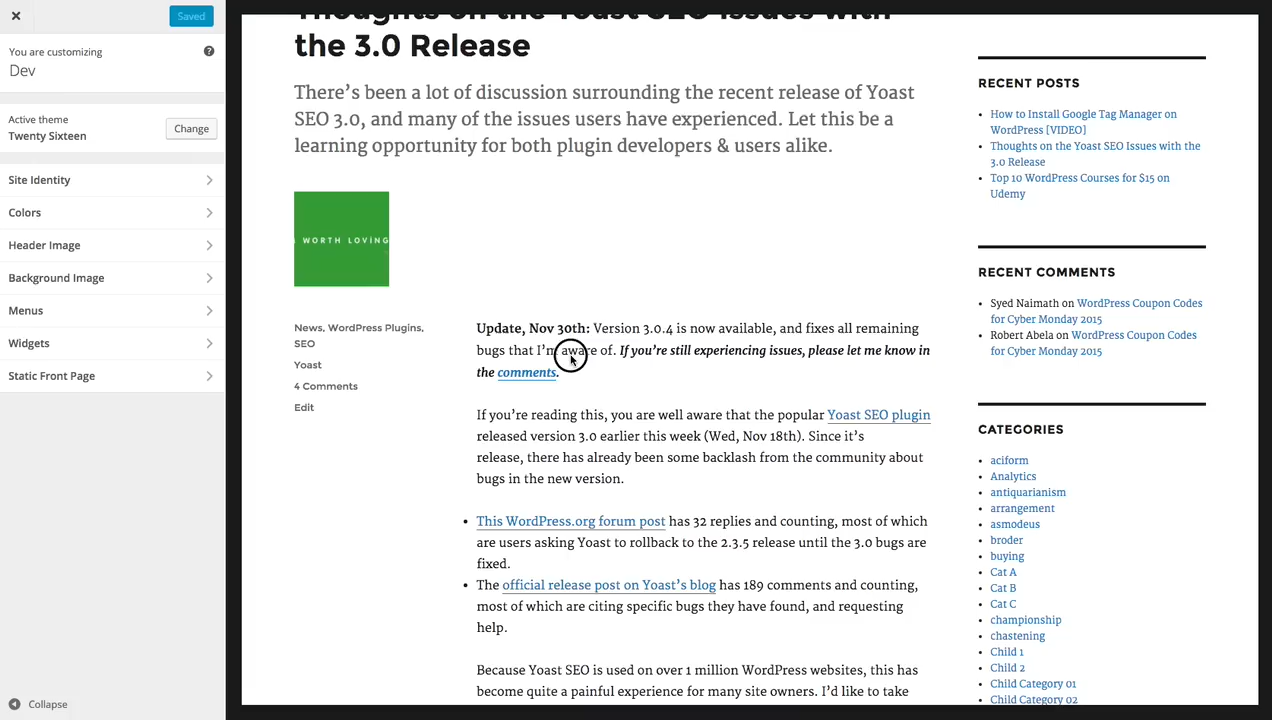 Saved
You are customizing
Dev
Active theme
Twenty Sixteen
Change
Site Identity
Colors
Header Image
Background Image
Menus
Widgets
Static Front Page
Collapse
Thoughts on the Yoast SEO Issues with
the 3.0 Release
There's been a lot of discussion surrounding the recent release of Yoast
SEO 3.0, and many of the issues users have experienced. Let this be a
learning opportunity for both plugin developers & users alike.
WORTH LOVING
News, WordPress Plugins,
SEO
Yoast
4 Comments
Edit
Update, Nov 30th: Version 3.0.4 is now available, and fixes all remaining
bugs that I'm aware of. If you're still experiencing issues, please let me know in
the comments.
If you're reading this, you are well aware that the popular Yoast SEO plugin
released version 3.0 earlier this week (Wed, Nov 18th). Since it's
release, there has already been some backlash from the community about
bugs in the new version.
• This WordPress.org forum post has 32 replies and counting, most of which
are users asking Yoast to rollback to the 2.3.5 release until the 3.0 bugs are
fixed.
• The official release post on Yoast's blog has 189 comments and counting,
most of which are citing specific bugs they have found, and requesting
help.
Because Yoast SEO is used on over 1 million WordPress websites, this has
become quite a painful experience for many site owners. I'd like to take
RECENT POSTS
• How to Install Google Tag Manager on
WordPress [VIDEO]
• Thoughts on the Yoast SEO Issues with the
3.0 Release
• Top 10 WordPress Courses for $15 on
Udemy
RECENT COMMENTS
• Syed Naimath on WordPress Coupon Codes
for Cyber Monday 2015
• Robert Abela on WordPress Coupon Codes
for Cyber Monday 2015
CATEGORIES
• aciform
• Analytics
• antiquarianism
• arrangement
• asmodeus
• broder
• buying
• Cat A
• Cat B
• Cat C
• championship
• chastening
• Child 1
• Child 2
• Child Category 01
• Child Category 02